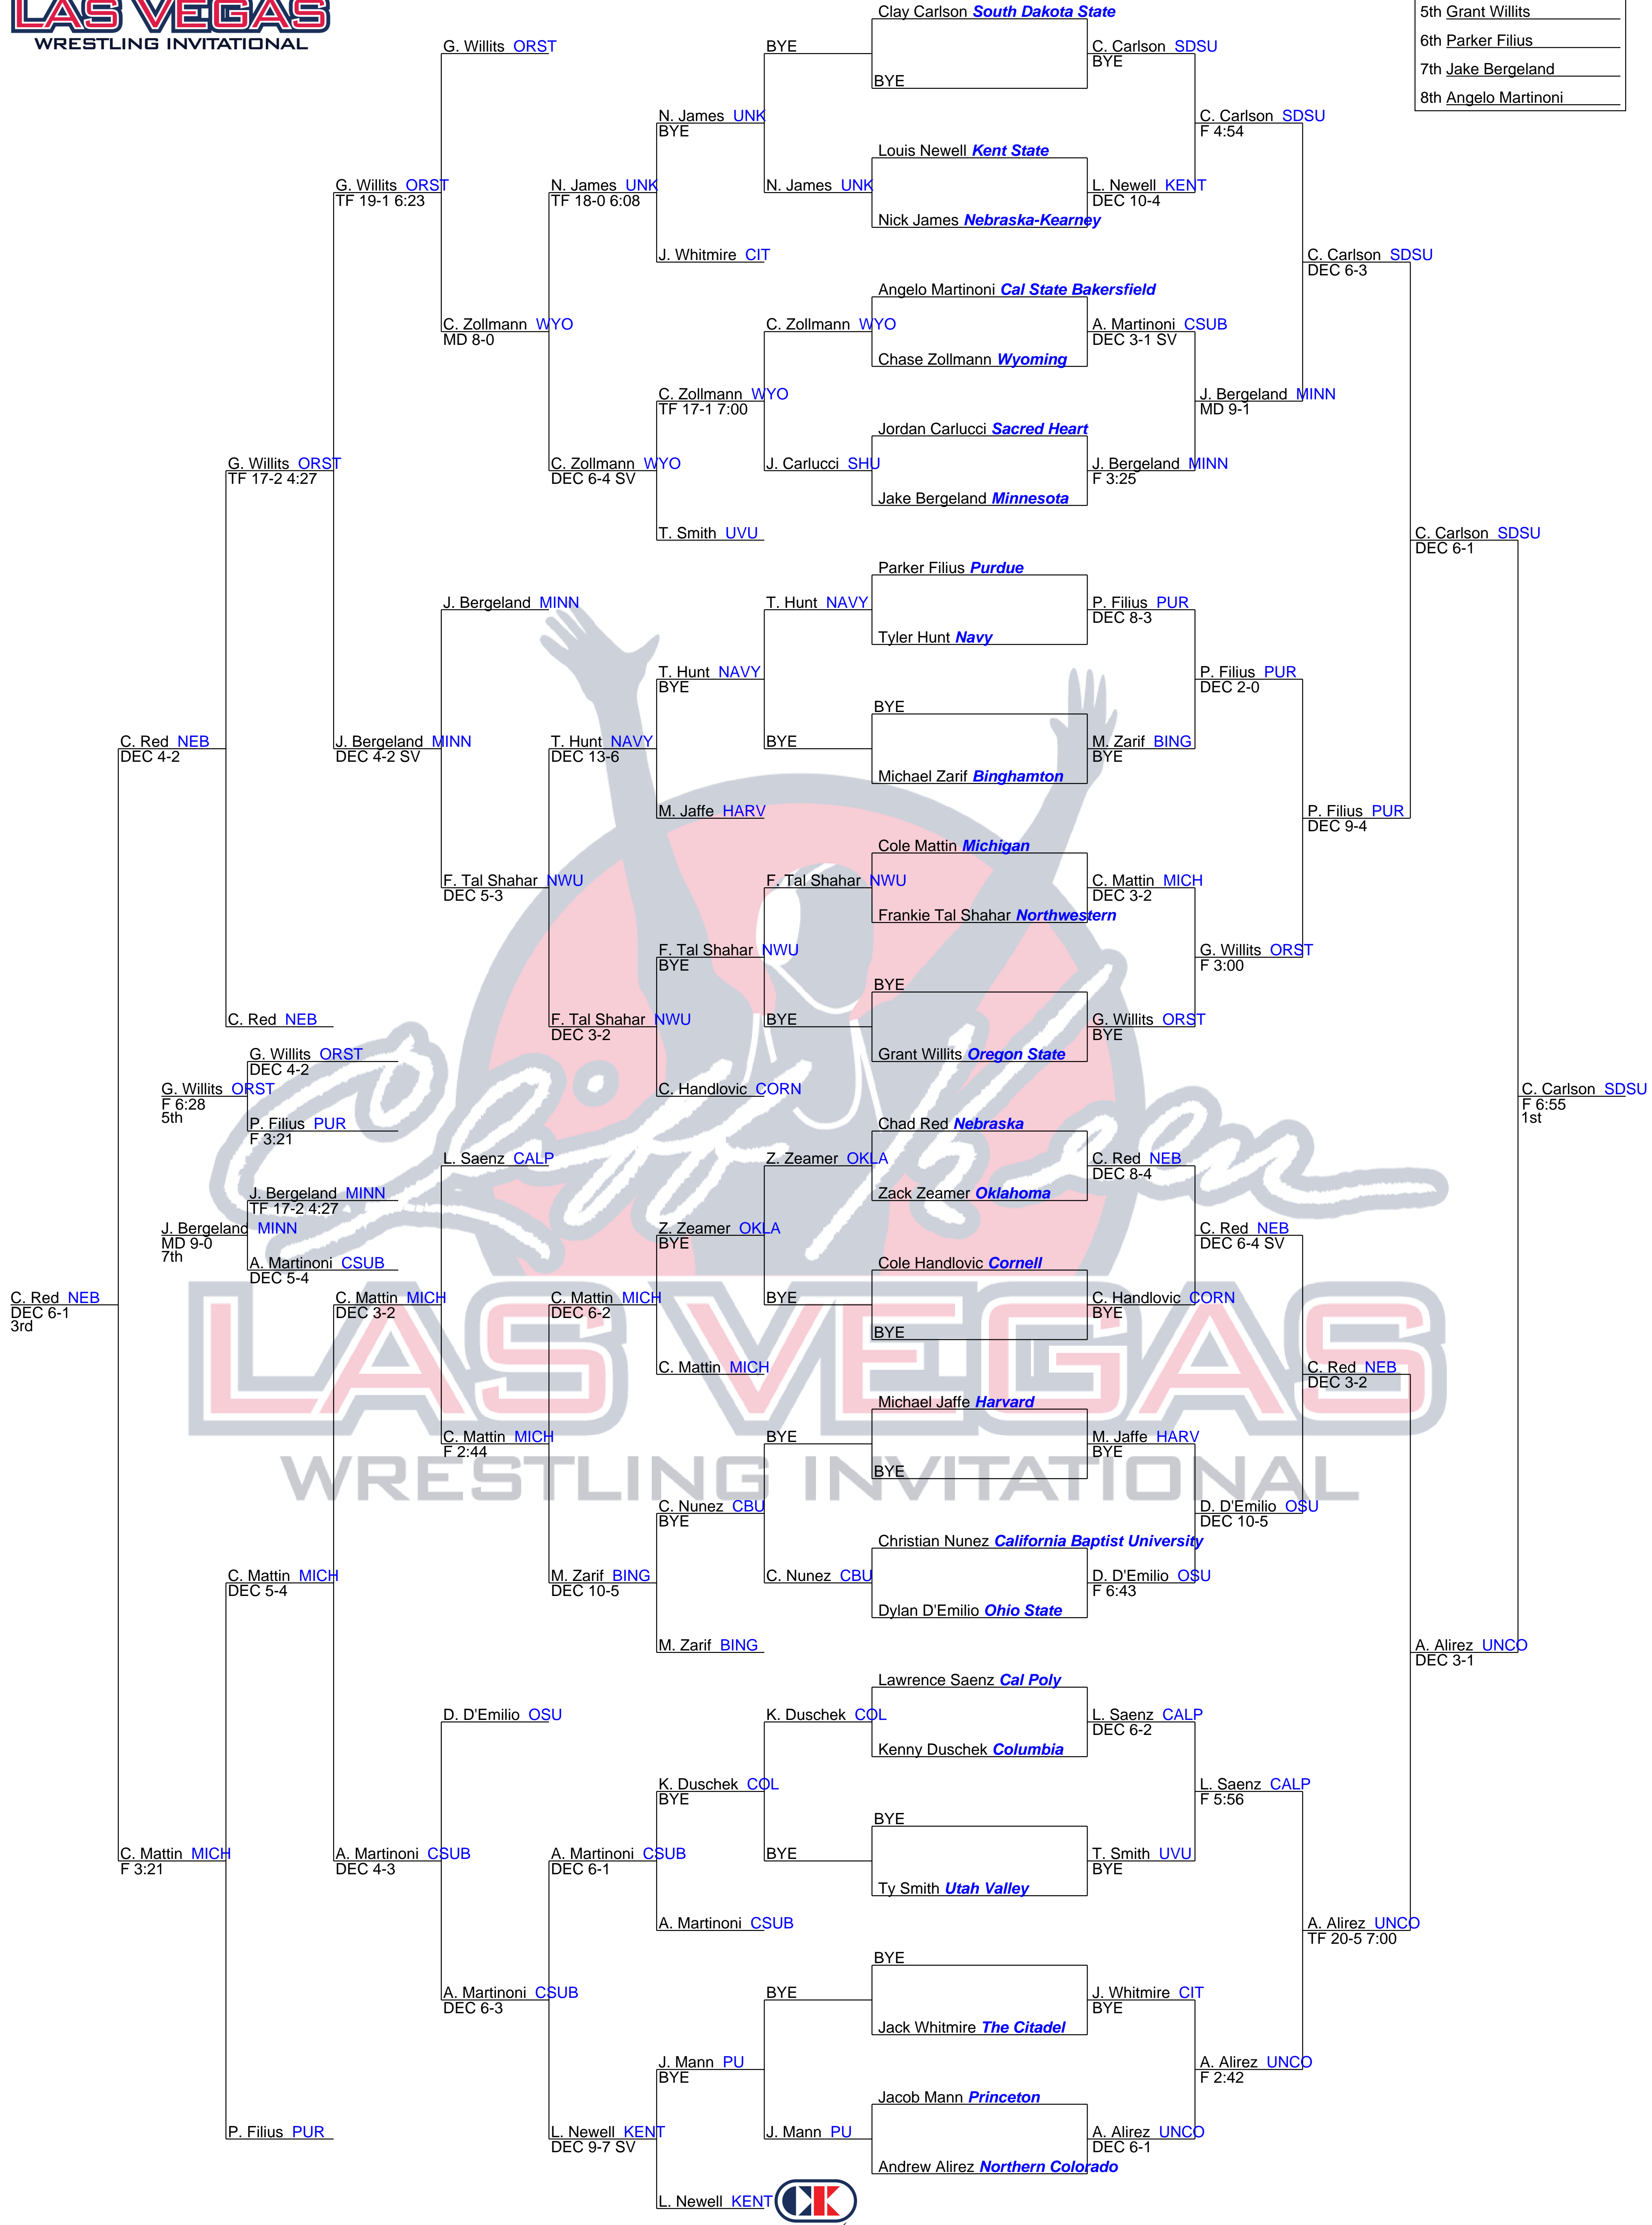 LAS VEGAS
WRESTLING INVITATIONAL
5th Grant Willits
6th Parker Filius
7th Jake Bergeland
8th Angelo Martinoni
C. Red NEB
DEC 6-1
3rd
C. Red NEB
DEC 4-2
C. Mattin MICH
F 3:21
G. Willits ORST
F 6:28
5th
J. Bergeland MINN
MD 9-0
7th
G. Willits ORST
DEC 4-2
P. Filius PUR
F 3:21
J. Bergeland MINN
TF 17-2 4:27
A. Martinoni CSUB
DEC 5-4
G. Willits ORST
TF 17-2 4:27
C. Red NEB
C. Mattin MICH
DEC 5-4
P. Filius PUR
G. Willits ORST
TF 19-1 6:23
J. Bergeland MINN
DEC 4-2 SV
C. Mattin MICH
DEC 3-2
A. Martinoni CSUB
DEC 4-3
G. Willits ORST
C. Zollmann WYO
MD 8-0
J. Bergeland MINN
F. Tal Shahar NWU
DEC 5-3
L. Saenz CALP
C. Mattin MICH
F 2:44
D. D'Emilio OSU
A. Martinoni CSUB
DEC 6-3
N. James UNK
TF 18-0 6:08
C. Zollmann WYO
DEC 6-4 SV
T. Hunt NAVY
DEC 13-6
F. Tal Shahar NWU
DEC 3-2
C. Mattin MICH
DEC 6-2
M. Zarif BING
DEC 10-5
A. Martinoni CSUB
DEC 6-1
L. Newell KENT
DEC 9-7 SV
N. James UNK
BYE
J. Whitmire CIT
C. Zollmann WYO
TF 17-1 7:00
T. Smith UVU
T. Hunt NAVY
BYE
M. Jaffe HARV
F. Tal Shahar NWU
BYE
C. Handlovic CORN
Z. Zeamer OKLA
BYE
C. Mattin MICH
C. Nunez CBU
BYE
M. Zarif BING
K. Duschek COL
BYE
A. Martinoni CSUB
J. Mann PU
BYE
L. Newell KENT
BYE
N. James UNK
C. Zollmann WYO
J. Carlucci SHU
T. Hunt NAVY
BYE
F. Tal Shahar NWU
BYE
Z. Zeamer OKLA
BYE
BYE
C. Nunez CBU
K. Duschek COL
BYE
BYE
J. Mann PU
Clay Carlson South Dakota State
BYE
Louis Newell Kent State
Nick James Nebraska-Kearney
Angelo Martinoni Cal State Bakersfield
Chase Zollmann Wyoming
Jordan Carlucci Sacred Heart
Jake Bergeland Minnesota
Parker Filius Purdue
Tyler Hunt Navy
BYE
Michael Zarif Binghamton
Cole Mattin Michigan
Frankie Tal Shahar Northwestern
BYE
Grant Willits Oregon State
Chad Red Nebraska
Zack Zeamer Oklahoma
Cole Handlovic Cornell
BYE
Michael Jaffe Harvard
BYE
Christian Nunez California Baptist University
Dylan D'Emilio Ohio State
Lawrence Saenz Cal Poly
Kenny Duschek Columbia
BYE
Ty Smith Utah Valley
BYE
Jack Whitmire The Citadel
Jacob Mann Princeton
Andrew Alirez Northern Colorado
C. Carlson SDSU
BYE
L. Newell KENT
DEC 10-4
A. Martinoni CSUB
DEC 3-1 SV
J. Bergeland MINN
F 3:25
P. Filius PUR
DEC 8-3
M. Zarif BING
BYE
C. Mattin MICH
DEC 3-2
G. Willits ORST
BYE
C. Red NEB
DEC 8-4
C. Handlovic CORN
BYE
M. Jaffe HARV
BYE
D. D'Emilio OSU
F 6:43
L. Saenz CALP
DEC 6-2
T. Smith UVU
BYE
J. Whitmire CIT
BYE
A. Alirez UNCO
DEC 6-1
C. Carlson SDSU
F 4:54
J. Bergeland MINN
MD 9-1
P. Filius PUR
DEC 2-0
G. Willits ORST
F 3:00
C. Red NEB
DEC 6-4 SV
D. D'Emilio OSU
DEC 10-5
L. Saenz CALP
F 5:56
A. Alirez UNCO
F 2:42
C. Carlson SDSU
DEC 6-3
P. Filius PUR
DEC 9-4
C. Red NEB
DEC 3-2
A. Alirez UNCO
TF 20-5 7:00
C. Carlson SDSU
DEC 6-1
A. Alirez UNCO
DEC 3-1
C. Carlson SDSU
F 6:55
1st
Cliff Keen
LAS VEGAS
WRESTLING INVITATIONAL